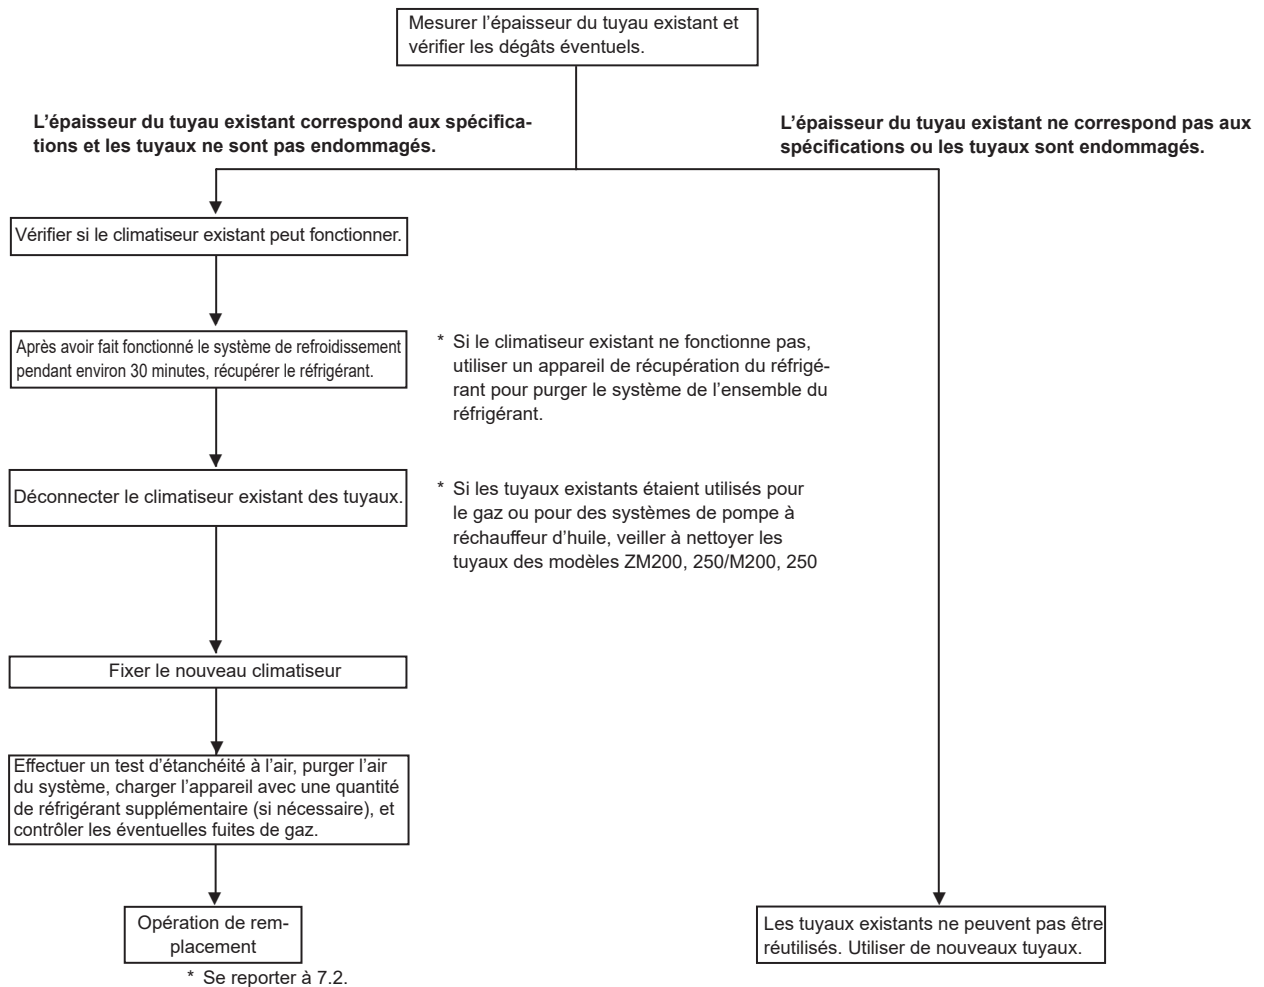 Mesurer l’épaisseur du tuyau existant et
vérifier les dégâts éventuels.
L’épaisseur du tuyau existant correspond aux spécifica-
tions et les tuyaux ne sont pas endommagés.
L’épaisseur du tuyau existant ne correspond pas aux
spécifications ou les tuyaux sont endommagés.
Vérifier si le climatiseur existant peut fonctionner.
Après avoir fait fonctionné le système de refroidissement
pendant environ 30 minutes, récupérer le réfrigérant.
* Si le climatiseur existant ne fonctionne pas,
utiliser un appareil de récupération du réfrigé-
rant pour purger le système de l’ensemble du
réfrigérant.
Déconnecter le climatiseur existant des tuyaux.
* Si les tuyaux existants étaient utilisés pour
le gaz ou pour des systèmes de pompe à
réchauffeur d’huile, veiller à nettoyer les
tuyaux des modèles ZM200, 250/M200, 250
Fixer le nouveau climatiseur
Effectuer un test d’étanchéité à l’air, purger l’air
du système, charger l’appareil avec une quantité
de réfrigérant supplémentaire (si nécessaire), et
contrôler les éventuelles fuites de gaz.
Opération de rem-
placement
* Se reporter à 7.2.
Les tuyaux existants ne peuvent pas être
réutilisés. Utiliser de nouveaux tuyaux.